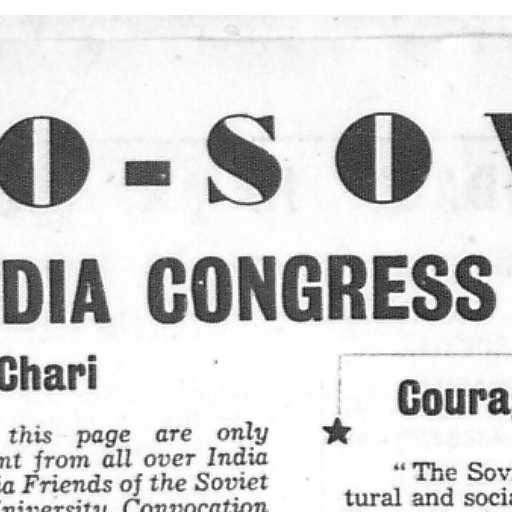 O-SOV
DIA CONGRESS
Chari
Coura
this page are only
nt from all over India
ia Friends of the Soviet
University Convocation
"The Sovi
tural and socia